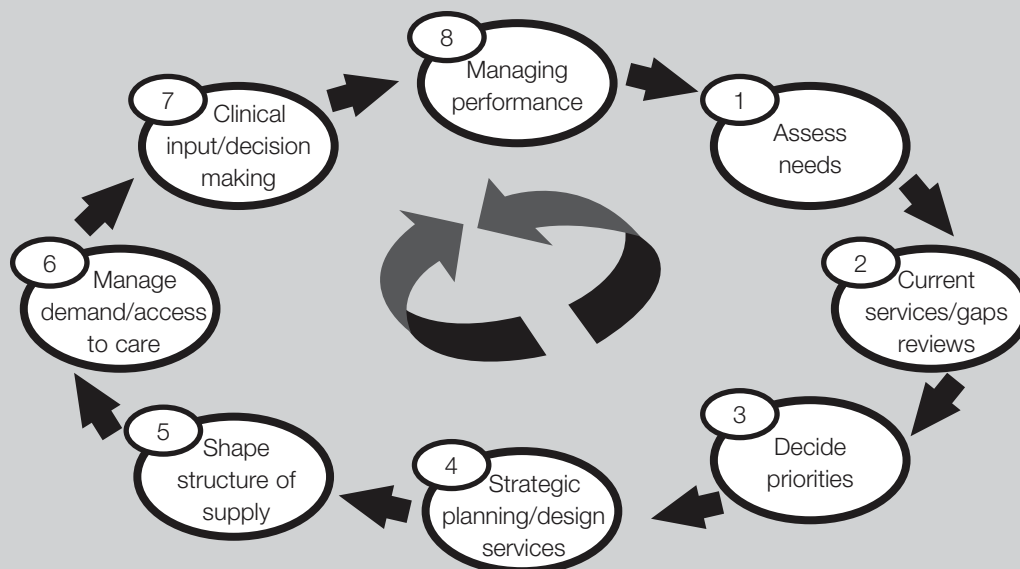 8
Managing
performance
1
Assess
needs
2
Current
services/gaps
reviews
3
Decide
priorities
4
Strategic
planning/design
services
5
Shape
structure of
supply
6
Manage
demand/access
to care
7
Clinical
input/decision
making